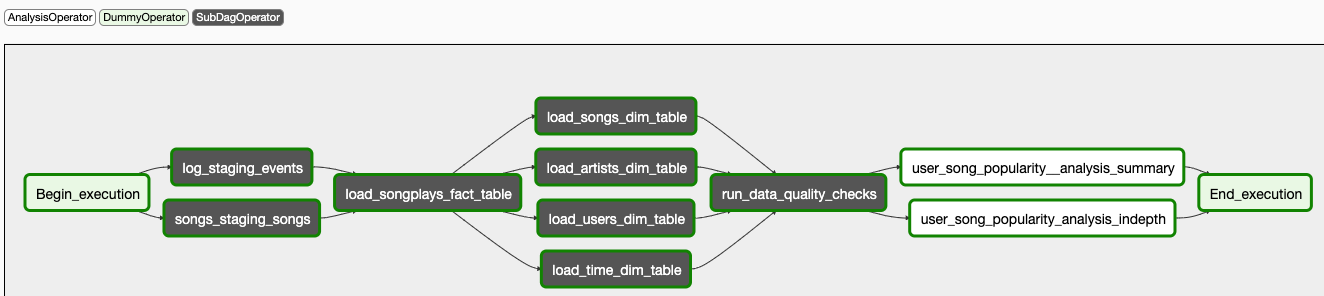 AnalysisOperator DummyOperator SubDagOperator
load_songs_dim_table
log_staging_events load_artists_dim_table user_song_popularity__analysis_summary
Begin_execution load_songplays_fact_table run_data_quality_checks End_execution
songs_staging_songs load_users_dim_table user_song_popularity_analysis_indepth
load_time_dim_table